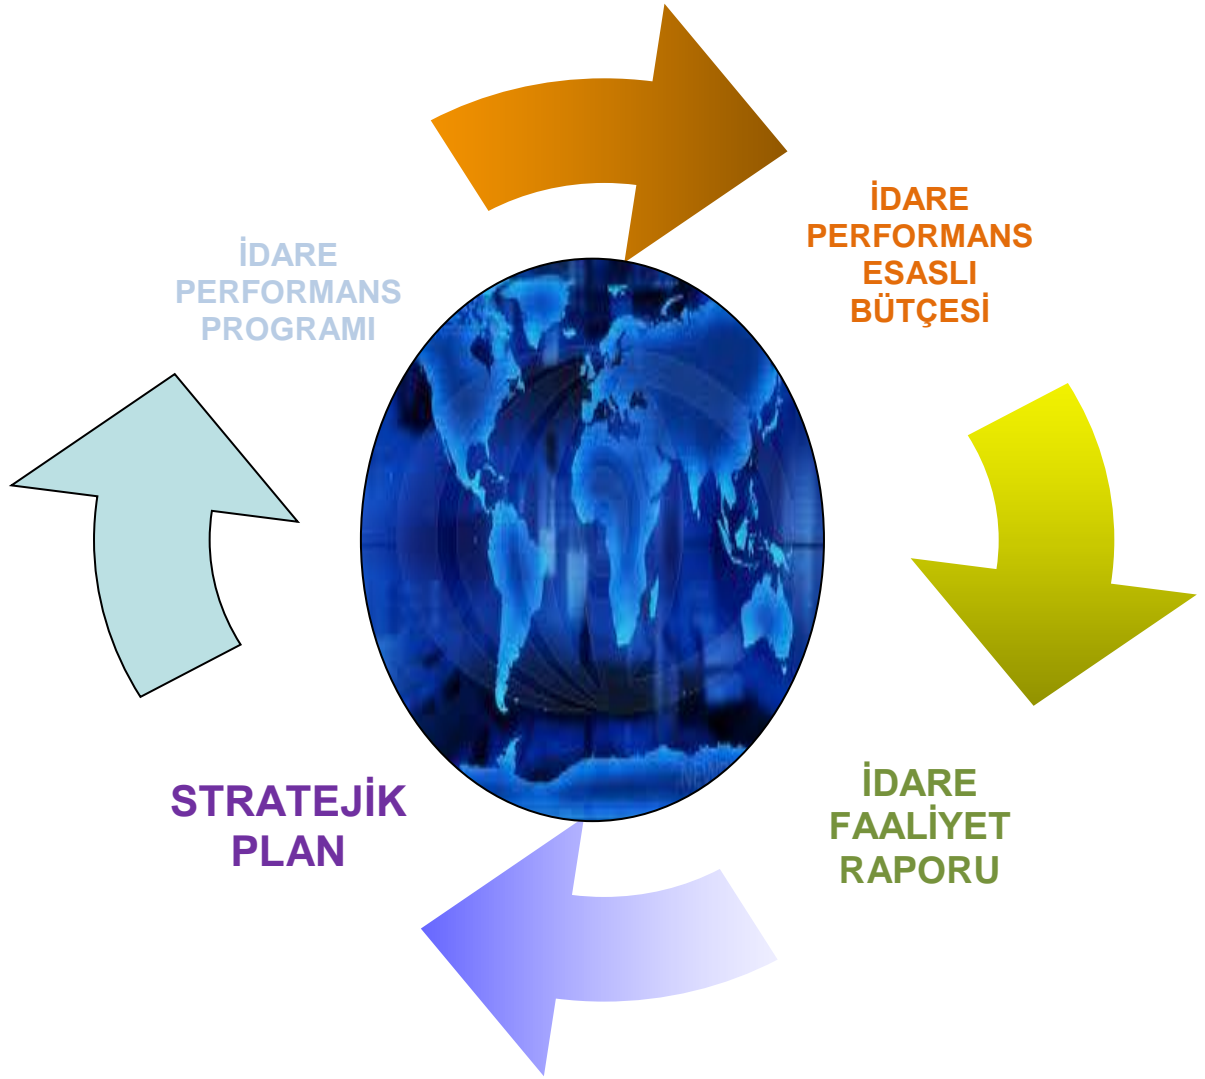 İDARE
PERFORMANS
ESASLI
BÜTÇESİ
İDARE
PERFORMANS
PROGRAMI
STRATEJİK
PLAN
İDARE
FAALİYET
RAPORU